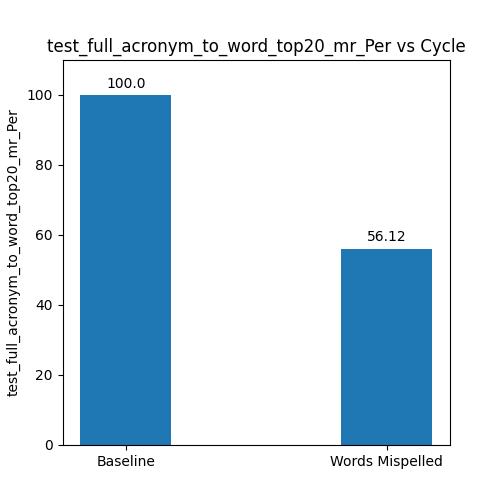 test_full_acronym_to_word_top20_mr_Per vs Cycle
test_full_acronym_to_word_top20_mr_Per
100
80
60
40
20
0
100.0
56.12
Baseline
Words Mispelled